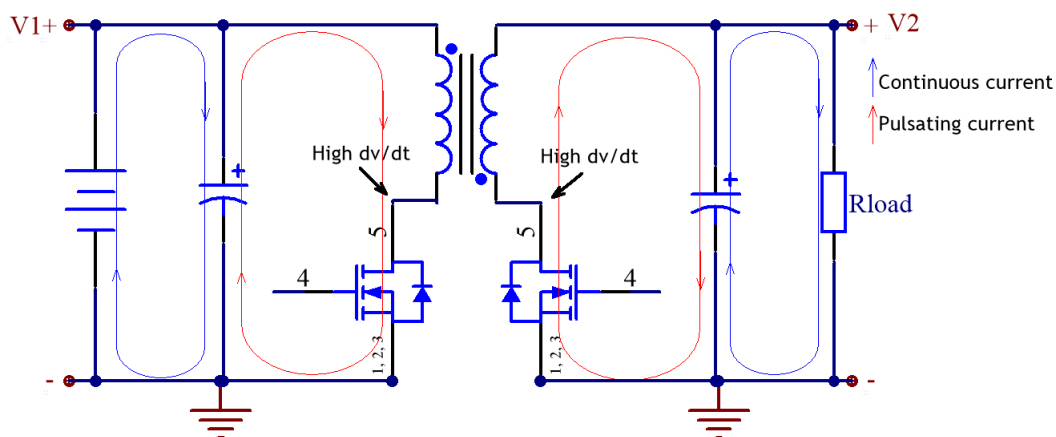 V1+
+ V2
Continuous current
Pulsating current
High dv/dt
High dv/dt
+
+
Rload
5
5
4
4
1, 2, 3
1, 2, 3
-
-